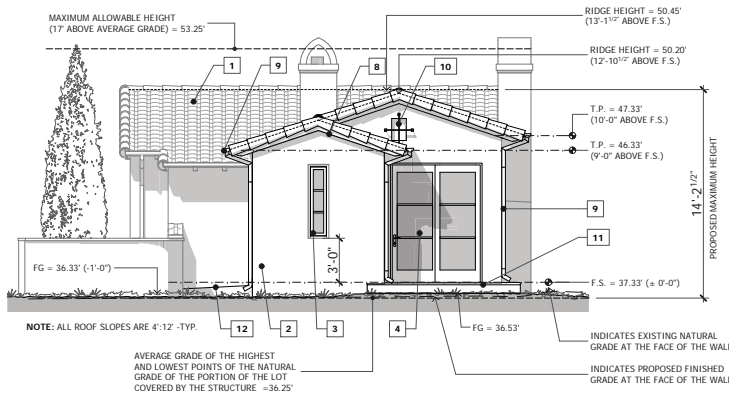 MAXIMUM ALLOWABLE HEIGHT
(17' ABOVE AVERAGE GRADE) = 53.25'
RIDGE HEIGHT = 50.45'
(13'-1 1/2" ABOVE F.S.)
RIDGE HEIGHT = 50.20'
(12'-10 1/2" ABOVE F.S.)
1
9
8
10
T.P. = 47.33'
(10'-0" ABOVE F.S.)
T.P. = 46.33'
(9'-0" ABOVE F.S.)
14'-2 1/2"
PROPOSED MAXIMUM HEIGHT
9
11
3'-0"
FG = 36.33' (-1'-0")
F.S. = 37.33' (± 0'-0")
NOTE: ALL ROOF SLOPES ARE 4':12' -TYP.
12
2
3
4
FG = 36.53'
INDICATES EXISTING NATURAL
GRADE AT THE FACE OF THE WALL
AVERAGE GRADE OF THE HIGHEST
AND LOWEST POINTS OF THE NATURAL
GRADE OF THE PORTION OF THE LOT
COVERED BY THE STRUCTURE =36.25'
INDICATES PROPOSED FINISHED
GRADE AT THE FACE OF THE WALL